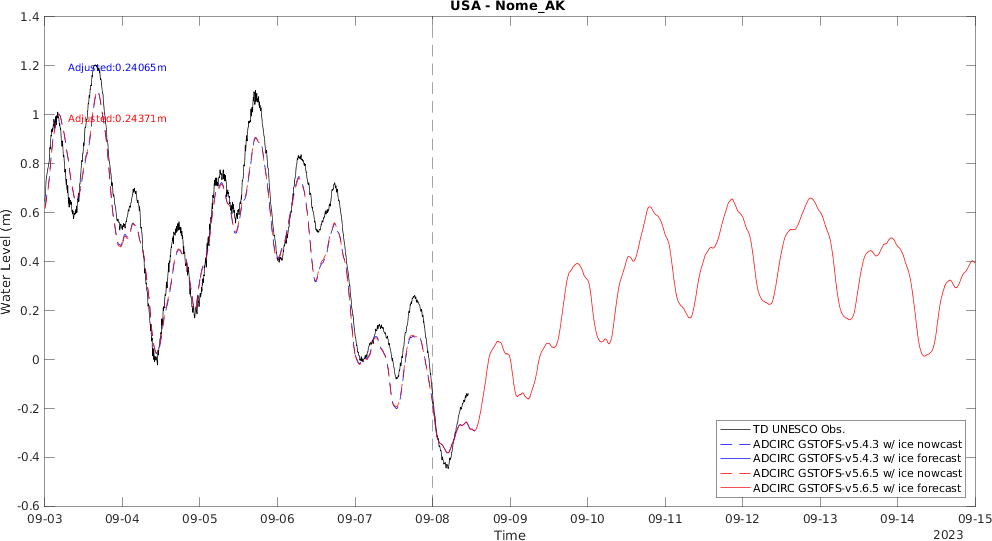 USA - Nome_AK
1.4
1.2
1
0.8
0.6
0.4
0.2
0
-0.2
-0.4
-0.6
Water Level (m)
Adjusted:0.24065m
Adjusted:0.24371m
TD UNESCO Obs.
ADCIRC GSTOFS-v5.4.3 w/ ice nowcast
ADCIRC GSTOFS-v5.4.3 w/ ice forecast
ADCIRC GSTOFS-v5.6.5 w/ ice nowcast
ADCIRC GSTOFS-v5.6.5 w/ ice forecast
09-03 09-04 09-05 09-06 09-07 09-08 09-09 09-10 09-11 09-12 09-13 09-14 09-15
Time
2023